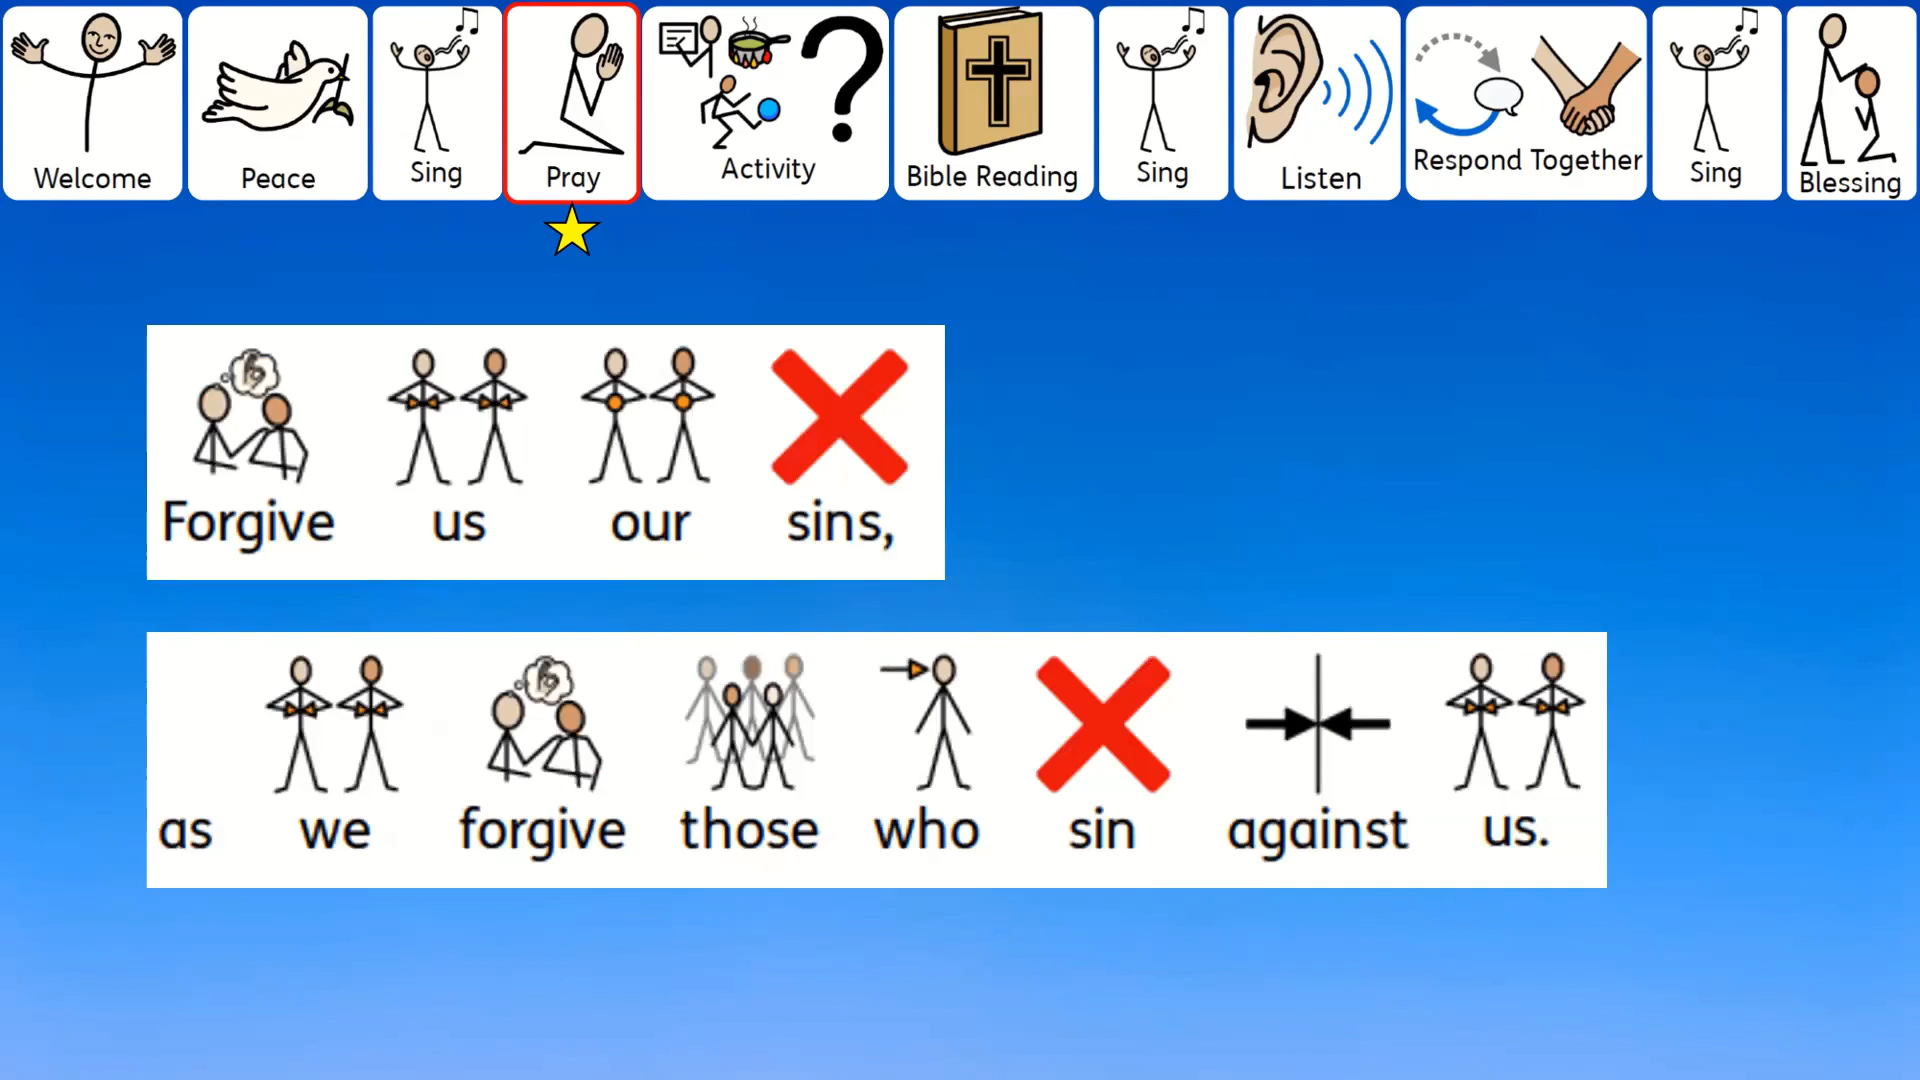 Welcome Peace Sing Pray Activity Bible Reading Sing Listen Respond Together Sing Blessing
Forgive us our sins,
as we forgive those who sin against us.